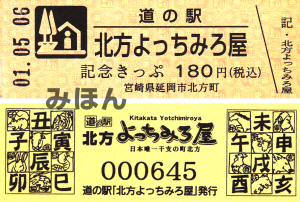 01.05 06
道の駅
北方よっちみろ屋
記念きっぷ 180円(税込)
宮崎県延岡市北方町
記・北方よっ
みほん
丑寅
子辰
卯巳
Kitakata Yotchimiroya
道の駅 北方 よっちみろ屋
日本唯一干支の町北方
000645
道の駅「北方よっちみろ屋」発行
未申
午戌
酉亥